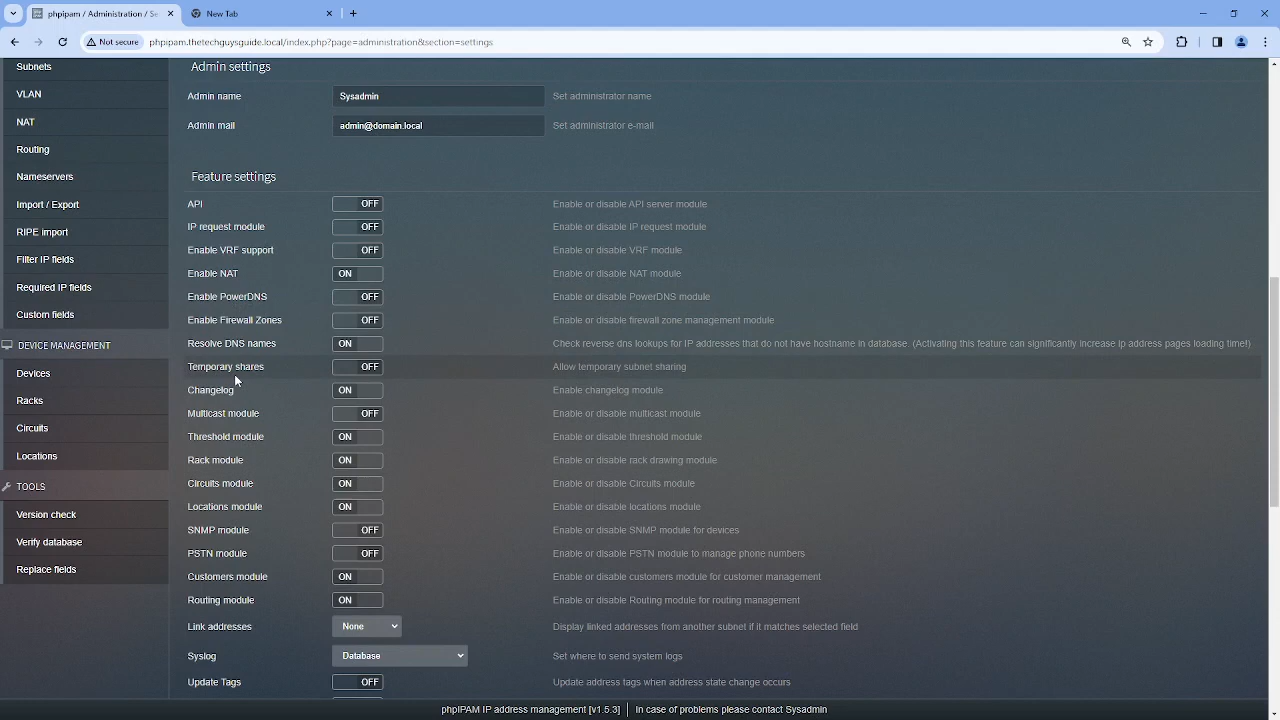 phpipam / Administration / Se
New Tab
Not secure
phpipam.thetechguyguide.local/index.php?page=administration&section=settings
Subnets
VLAN
NAT
Routing
Nameservers
Import / Export
RIPE import
Filter IP fields
Required IP fields
Custom fields
DEVICE MANAGEMENT
Devices
Racks
Circuits
Locations
TOOLS
Version check
Verify database
Replace fields
Admin settings
Admin name Sysadmin Set administrator name
Admin mail admin@domain.local Set administrator e-mail
Feature settings
API OFF Enable or disable API server module
IP request module OFF Enable or disable IP request module
Enable VRF support OFF Enable or disable VRF module
Enable NAT ON Enable or disable NAT module
Enable PowerDNS OFF Enable or disable PowerDNS module
Enable Firewall Zones OFF Enable or disable firewall zone management module
Resolve DNS names ON Check reverse dns lookups for IP addresses that do not have hostname in database. (Activating this feature can significantly increase ip address pages loading time!)
Temporary shares OFF Allow temporary subnet sharing
Changelog ON Enable changelog module
Multicast module OFF Enable or disable multicast module
Threshold module ON Enable or disable threshold module
Rack module ON Enable or disable rack drawing module
Circuits module ON Enable or disable Circuits module
Locations module ON Enable or disable locations module
SNMP module OFF Enable or disable SNMP module for devices
PSTN module OFF Enable or disable PSTN module to manage phone numbers
Customers module ON Enable or disable customers module for customer management
Routing module ON Enable or disable Routing module for routing management
Link addresses None Display linked addresses from another subnet if it matches selected field
Syslog Database Set where to send system logs
Update Tags OFF Update address tags when address state change occurs
phpIPAM IP address management [v1.5.3] In case of problems please contact Sysadmin